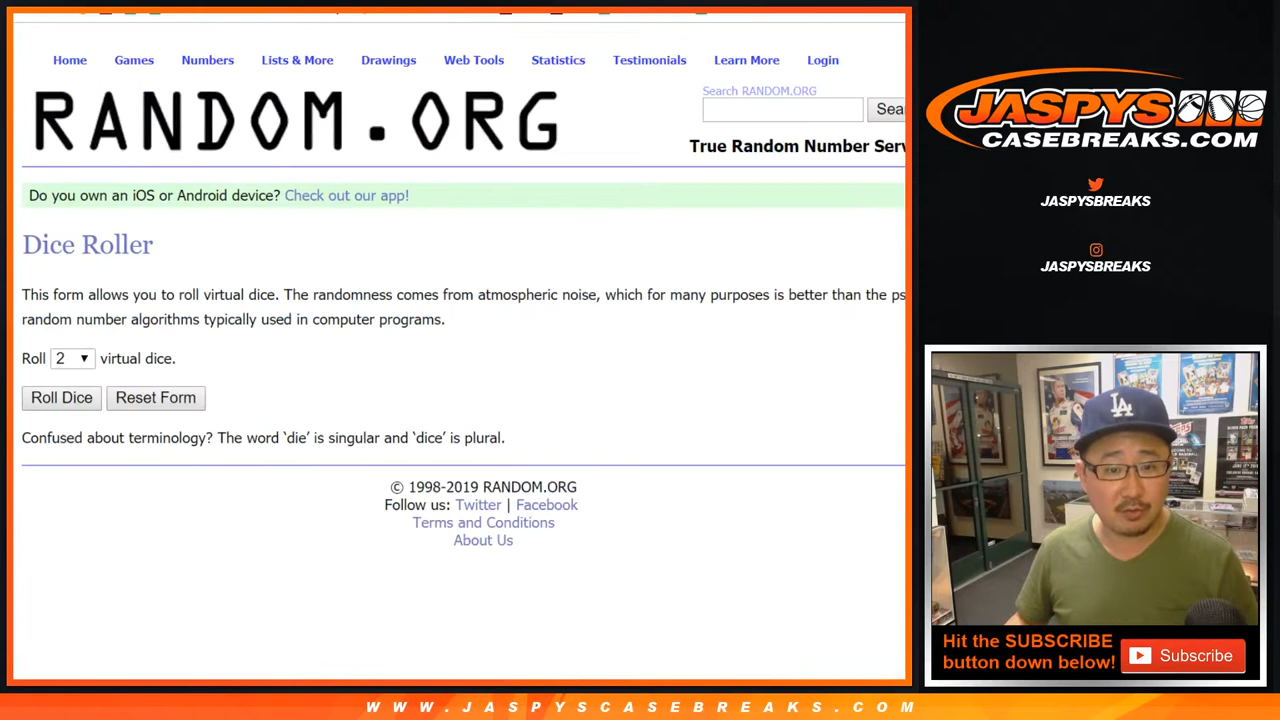 Home Games Numbers Lists & More Drawings Web Tools Statistics Testimonials Learn More Login
RANDOM.ORG
Search RANDOM.ORG
Sea
True Random Number Serv
Do you own an iOS or Android device? Check out our app!
Dice Roller
This form allows you to roll virtual dice. The randomness comes from atmospheric noise, which for many purposes is better than the ps
random number algorithms typically used in computer programs.
Roll 2 virtual dice.
Roll Dice Reset Form
Confused about terminology? The word ‘die’ is singular and ‘dice’ is plural.
© 1998-2019 RANDOM.ORG
Follow us: Twitter | Facebook
Terms and Conditions
About Us
JASPYS
CASEBREAKS.COM
JASPYSBREAKS
JASPYSBREAKS
LA
Hit the SUBSCRIBE
button down below!
Subscribe
WWW.JASPYSCASEBREAKS.COM